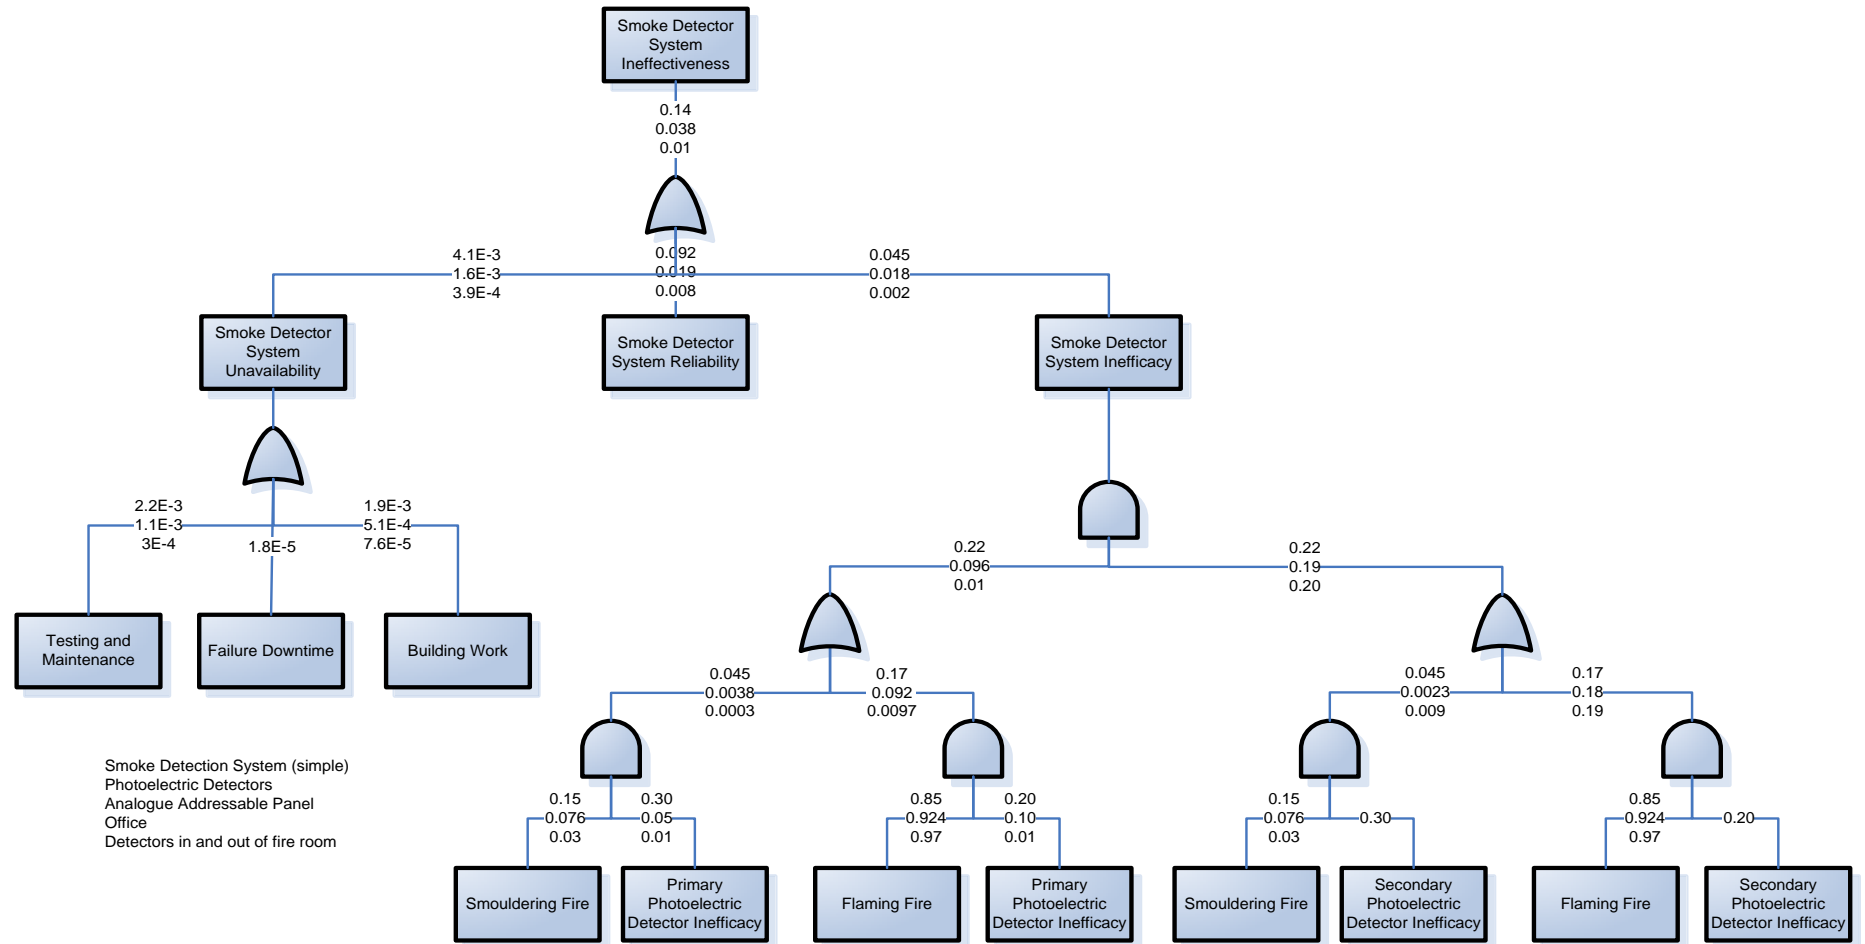 Smoke Detector
System
Ineffectiveness
0.14
0.038
0.01
4.1E-3
1.6E-3
3.9E-4
0.092
0.019
0.008
0.045
0.018
0.002
Smoke Detector
System
Unavailability
Smoke Detector
System Reliability
Smoke Detector
System Inefficacy
2.2E-3
1.1E-3
3E-4
1.8E-5
1.9E-3
5.1E-4
7.6E-5
0.22
0.096
0.01
0.22
0.19
0.20
Testing and
Maintenance
Failure Downtime
Building Work
0.045
0.0038
0.0003
0.17
0.092
0.0097
0.045
0.0023
0.009
0.17
0.18
0.19
Smoke Detection System (simple)
Photoelectric Detectors
Analogue Addressable Panel
Office
Detectors in and out of fire room
0.15
0.076
0.03
0.30
0.05
0.01
0.85
0.924
0.97
0.20
0.10
0.01
0.15
0.076
0.03
0.30
0.85
0.924
0.97
0.20
Smouldering Fire
Primary
Photoelectric
Detector Inefficacy
Flaming Fire
Primary
Photoelectric
Detector Inefficacy
Smouldering Fire
Secondary
Photoelectric
Detector Inefficacy
Flaming Fire
Secondary
Photoelectric
Detector Inefficacy